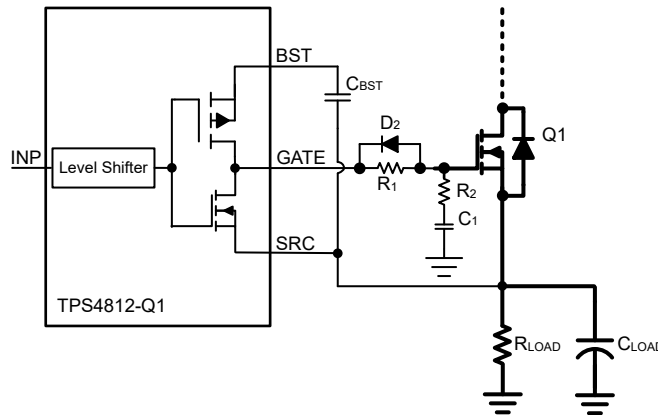 BST
CBST
D2
Q1
INP
Level Shifter
GATE
R1
R2
C1
SRC
TPS4812-Q1
RLOAD
CLOAD